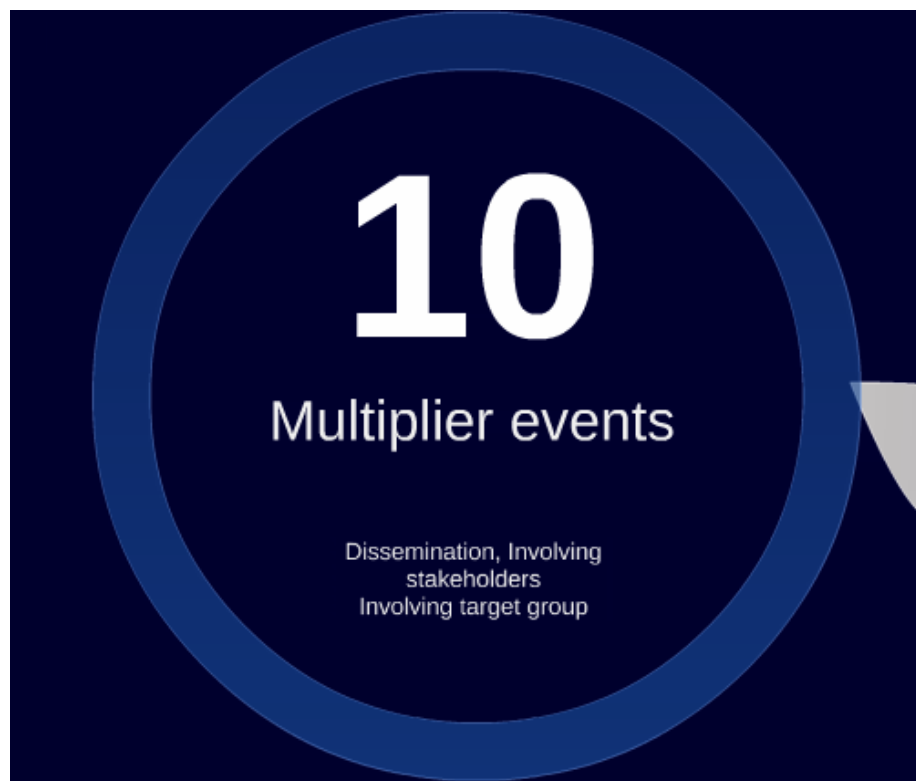 10
Multiplier events
Dissemination, Involving
stakeholders
Involving target group